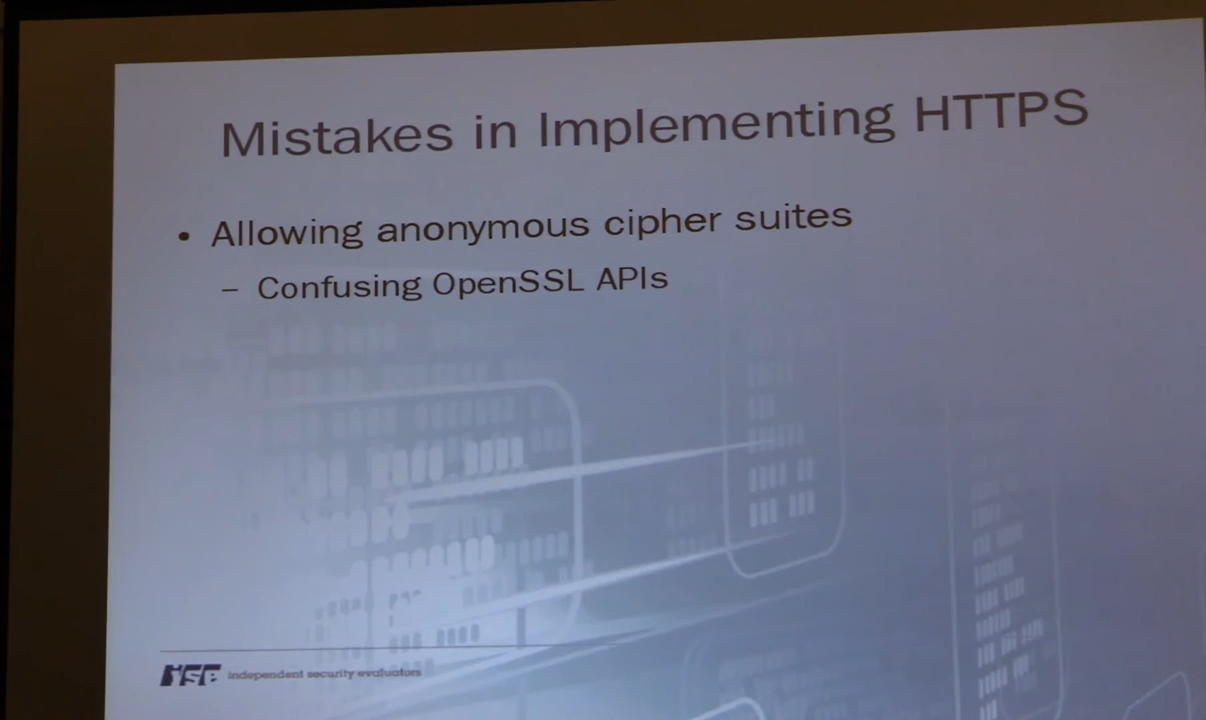 Mistakes in Implementing HTTPS
• Allowing anonymous cipher suites
– Confusing OpenSSL APIs
ise independent security evaluators